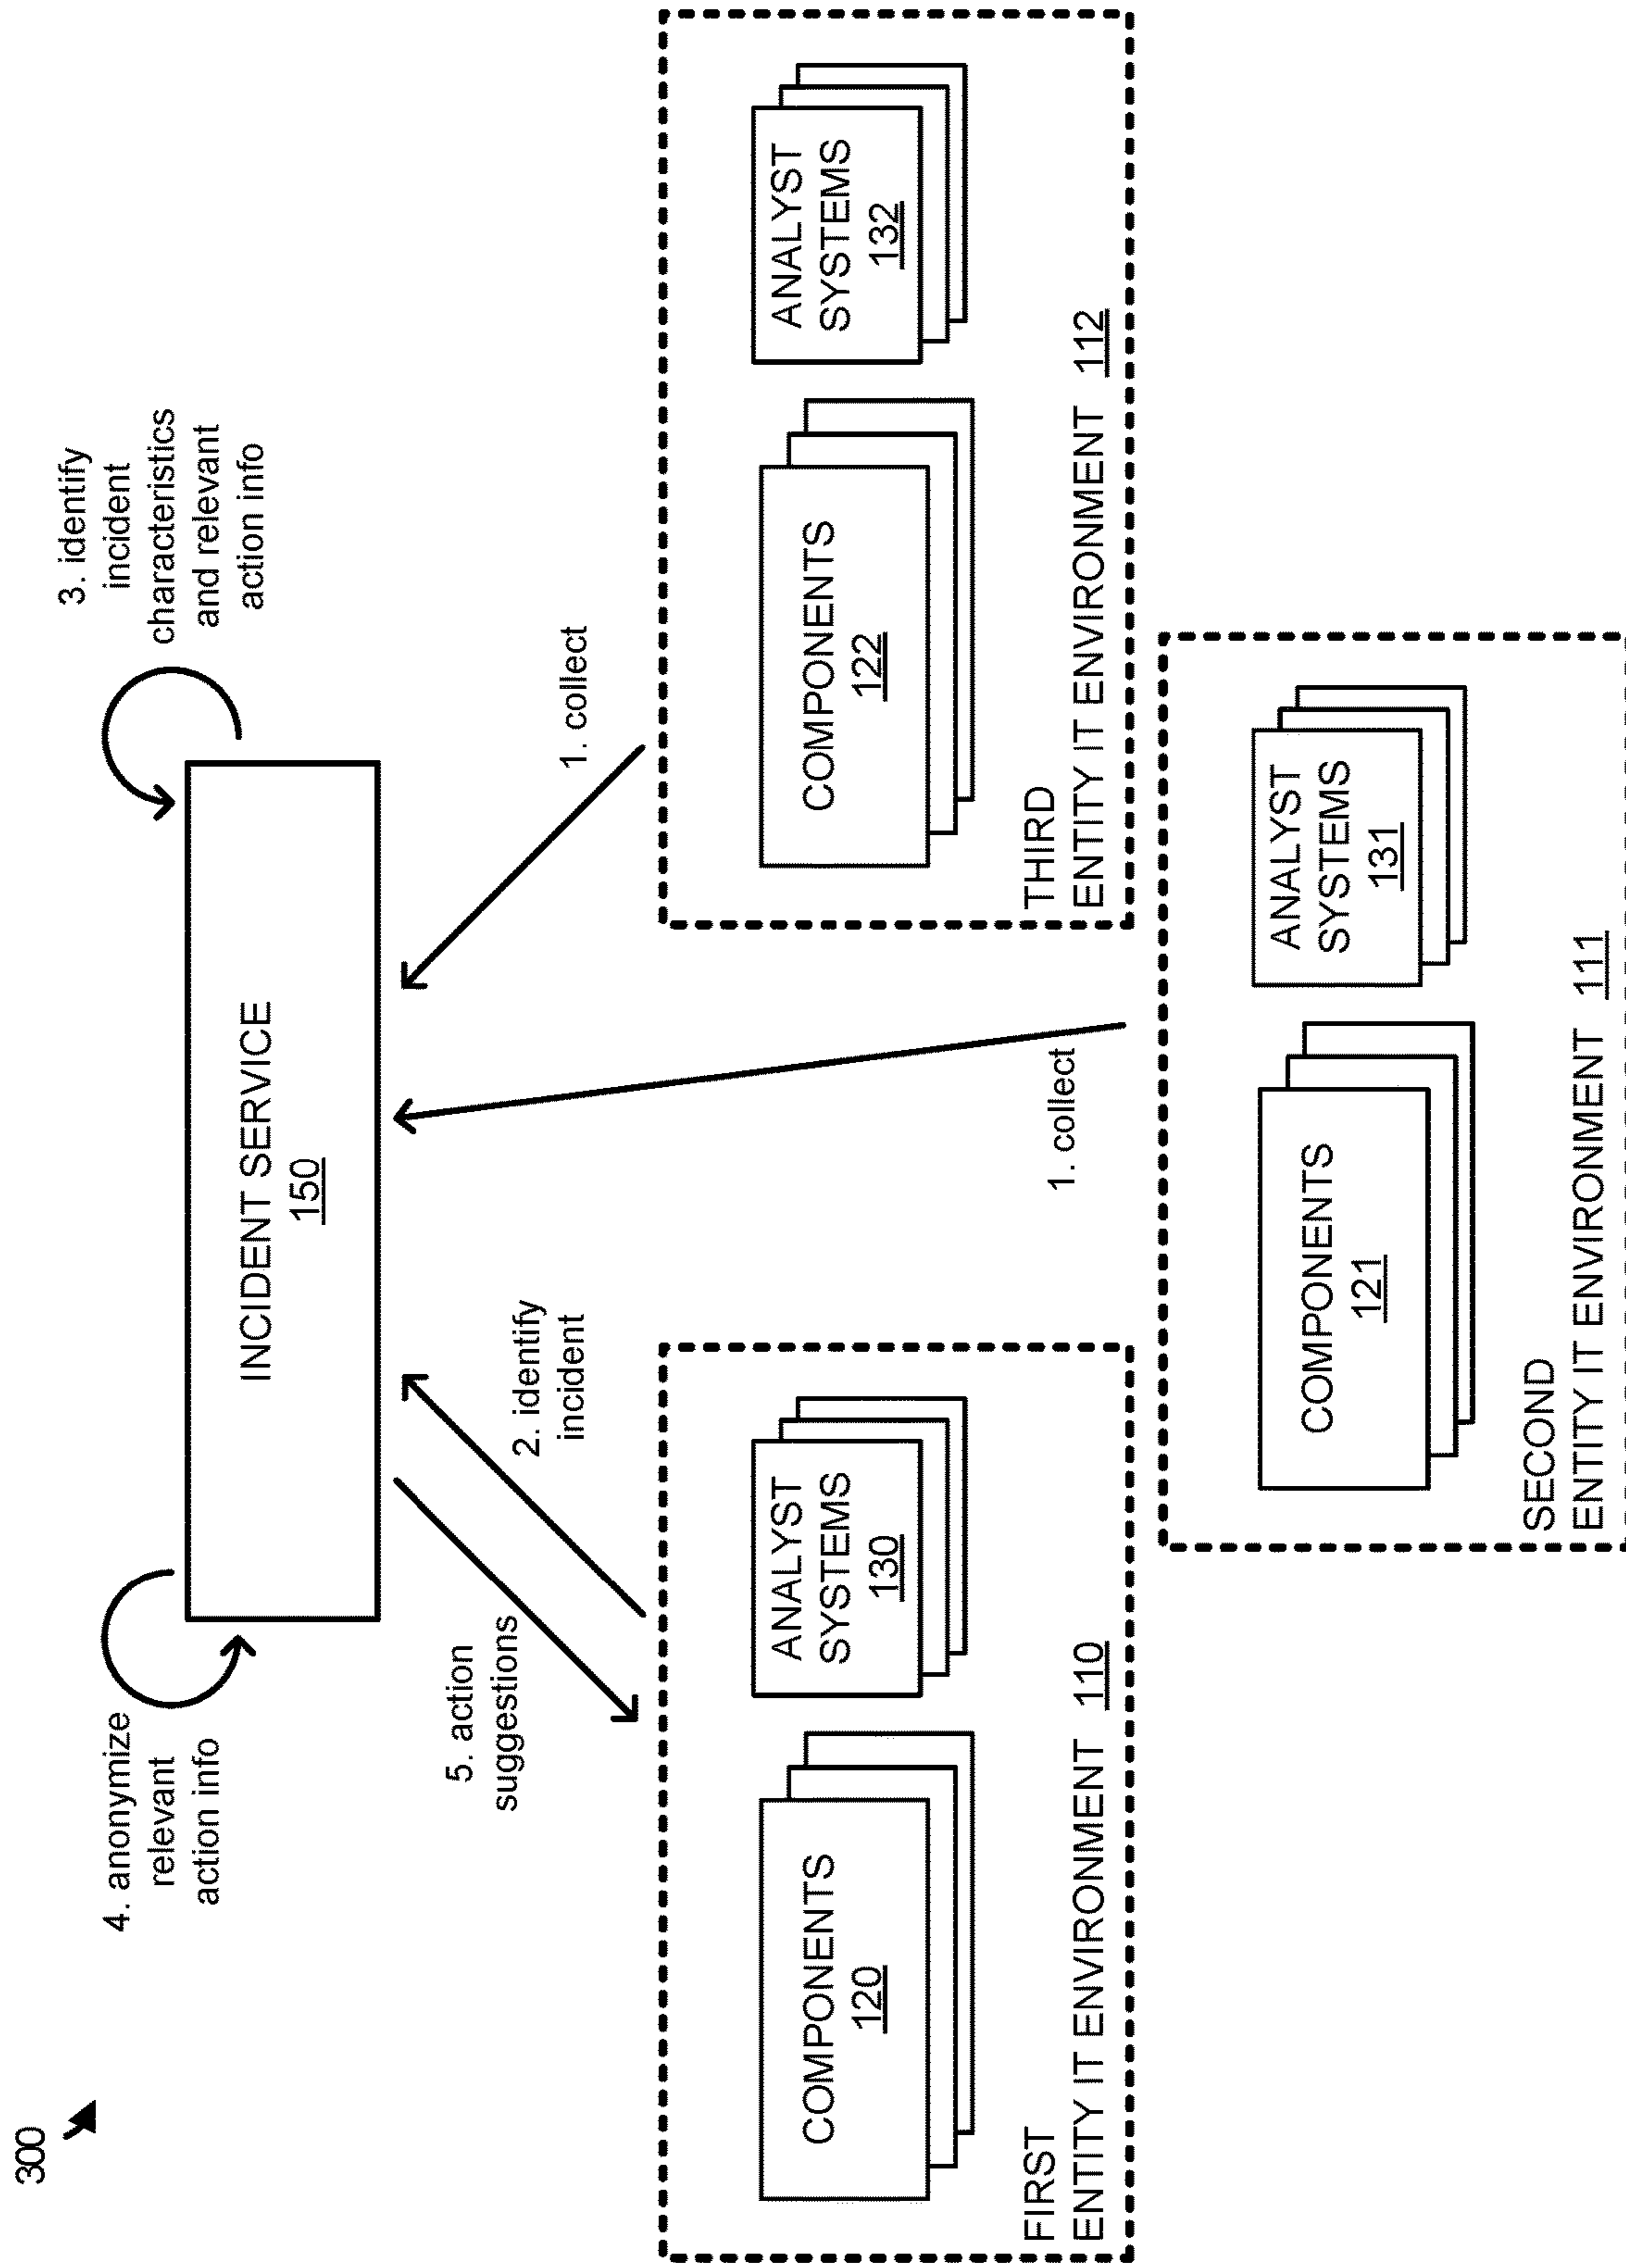 300
4. anonymize
relevant
action info
3. identify
incident
characteristics
and relevant
action info
INCIDENT SERVICE
150
5. action
suggestions
2. identify
incident
1. collect
1. collect
COMPONENTS
120
ANALYST
SYSTEMS
130
FIRST
ENTITY IT ENVIRONMENT 110
COMPONENTS
122
ANALYST
SYSTEMS
132
THIRD
ENTITY IT ENVIRONMENT 112
COMPONENTS
121
ANALYST
SYSTEMS
131
SECOND
ENTITY IT ENVIRONMENT 111